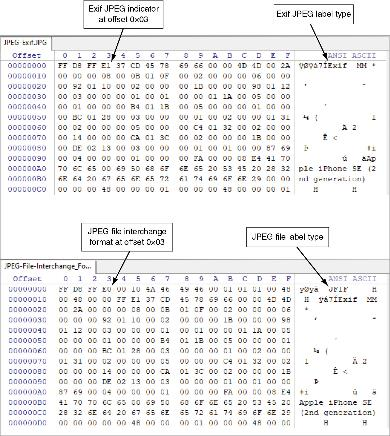 Exif JPEG indicator
at offset 0x03
Exif JPEG label type
JPEG_Exif.JPG
Offset 0 1 2 3 4 5 6 7 8 9 A B C D E F ANSI ASCII
00000000 FF D8 FF E1 37 CD 45 78 69 66 00 00 4D 4D 00 2A ÿØÿá7ÍExif MM *
00000010 00 00 00 08 00 0B 01 0F 00 02 00 00 00 06 00 00
00000020 00 92 01 10 00 02 00 00 00 1B 00 00 00 98 01 12 ' ˜
00000030 00 03 00 00 00 01 00 01 00 00 01 1A 00 05 00 00
00000040 00 01 00 00 00 B4 01 1B 00 05 00 00 00 01 00 00 ´
00000050 00 BC 01 28 00 03 00 00 00 01 00 02 00 00 01 31 ¼ ( 1
00000060 00 02 00 00 00 05 00 00 00 C4 01 32 00 02 00 00 Ä 2
00000070 00 14 00 00 00 CA 01 3C 00 02 00 00 00 1B 00 00 Ê <
00000080 00 DE 02 13 00 03 00 00 00 01 00 01 00 00 87 69 Þ ‡i
00000090 00 04 00 00 00 01 00 00 00 FA 00 00 08 E4 41 70 ú äAp
000000A0 70 6C 65 00 69 50 68 6F 6E 65 20 53 45 20 28 32 ple iPhone SE (2
000000B0 6E 64 20 67 65 6E 65 72 61 74 69 6F 6E 29 00 00 nd generation)
000000C0 00 00 00 48 00 00 00 01 00 00 00 48 00 00 00 01 H H
JPEG file interchange
format at offset 0x03
JPEG file label type
JPEG-File-Interchange_Fo...
Offset 0 1 2 3 4 5 6 7 8 9 A B C D E F ANSI ASCII
00000000 FF D8 FF E0 00 10 4A 46 49 46 00 01 01 00 00 48 ÿØÿà JFIF H
00000010 00 48 00 00 FF E1 37 CD 45 78 69 66 00 00 4D 4D H ÿá7ÍExif MM
00000020 00 2A 00 00 00 08 00 0B 01 0F 00 02 00 00 00 06 *
00000030 00 00 00 92 01 10 00 02 00 00 00 1B 00 00 00 98 ' ˜
00000040 01 12 00 03 00 00 00 01 00 01 00 00 01 1A 00 05
00000050 00 00 00 01 00 00 00 B4 01 1B 00 05 00 00 00 01 ´
00000060 00 00 00 BC 01 28 00 03 00 00 00 01 00 02 00 00 ¼ (
00000070 01 31 00 02 00 00 00 05 00 00 00 C4 01 32 00 02 1 Ä 2
00000080 00 00 00 14 00 00 00 CA 01 3C 00 02 00 00 00 1B Ê <
00000090 00 00 00 DE 02 13 00 03 00 00 00 01 00 01 00 00 Þ
000000A0 87 69 00 04 00 00 00 01 00 00 00 FA 00 00 08 E4 ‡i ú ä
000000B0 41 70 70 6C 65 00 69 50 68 6F 6E 65 20 53 45 20 Apple iPhone SE
000000C0 28 32 6E 64 20 67 65 6E 65 72 61 74 69 6F 6E 29 (2nd generation)
000000D0 00 00 00 00 00 48 00 00 00 01 00 00 00 48 00 00 H H